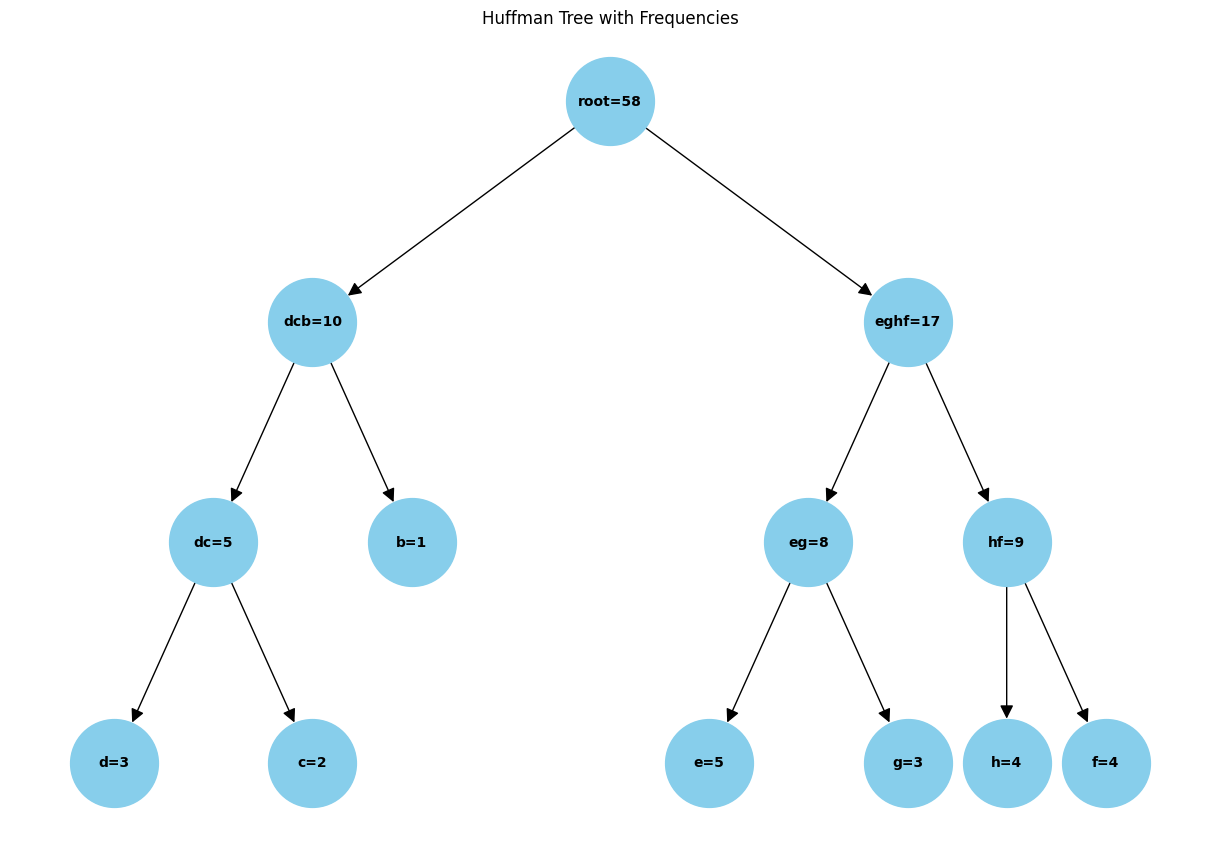 Huffman Tree with Frequencies
root=58
dcb=10
eghf=17
dc=5
b=1
eg=8
hf=9
d=3
c=2
e=5
g=3
h=4
f=4